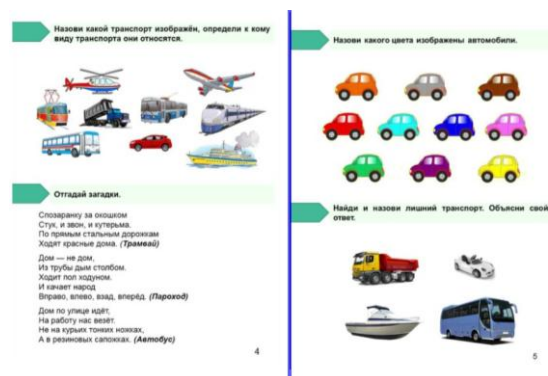 Назови какой транспорт изображён, определи к кому
виду транспорта они относятся.
Отгадай загадки.
Спозаранку за окошком
Стук, и звон, и кутерьма.
По прямым стальным дорожкам
Ходят красные дома. (Трамвай)
Дом — не дом,
Из трубы дым столбом.
Ходит пол ходуном.
И качает народ
Вправо, влево, взад, вперёд. (Пароход)
Дом по улице идёт,
На работу нас везёт.
Не на курьих тонких ножках,
А в резиновых сапожках. (Автобус)
4
Назови какого цвета изображены автомобили.
Найди и назови лишний транспорт. Объясни свой
ответ.
5